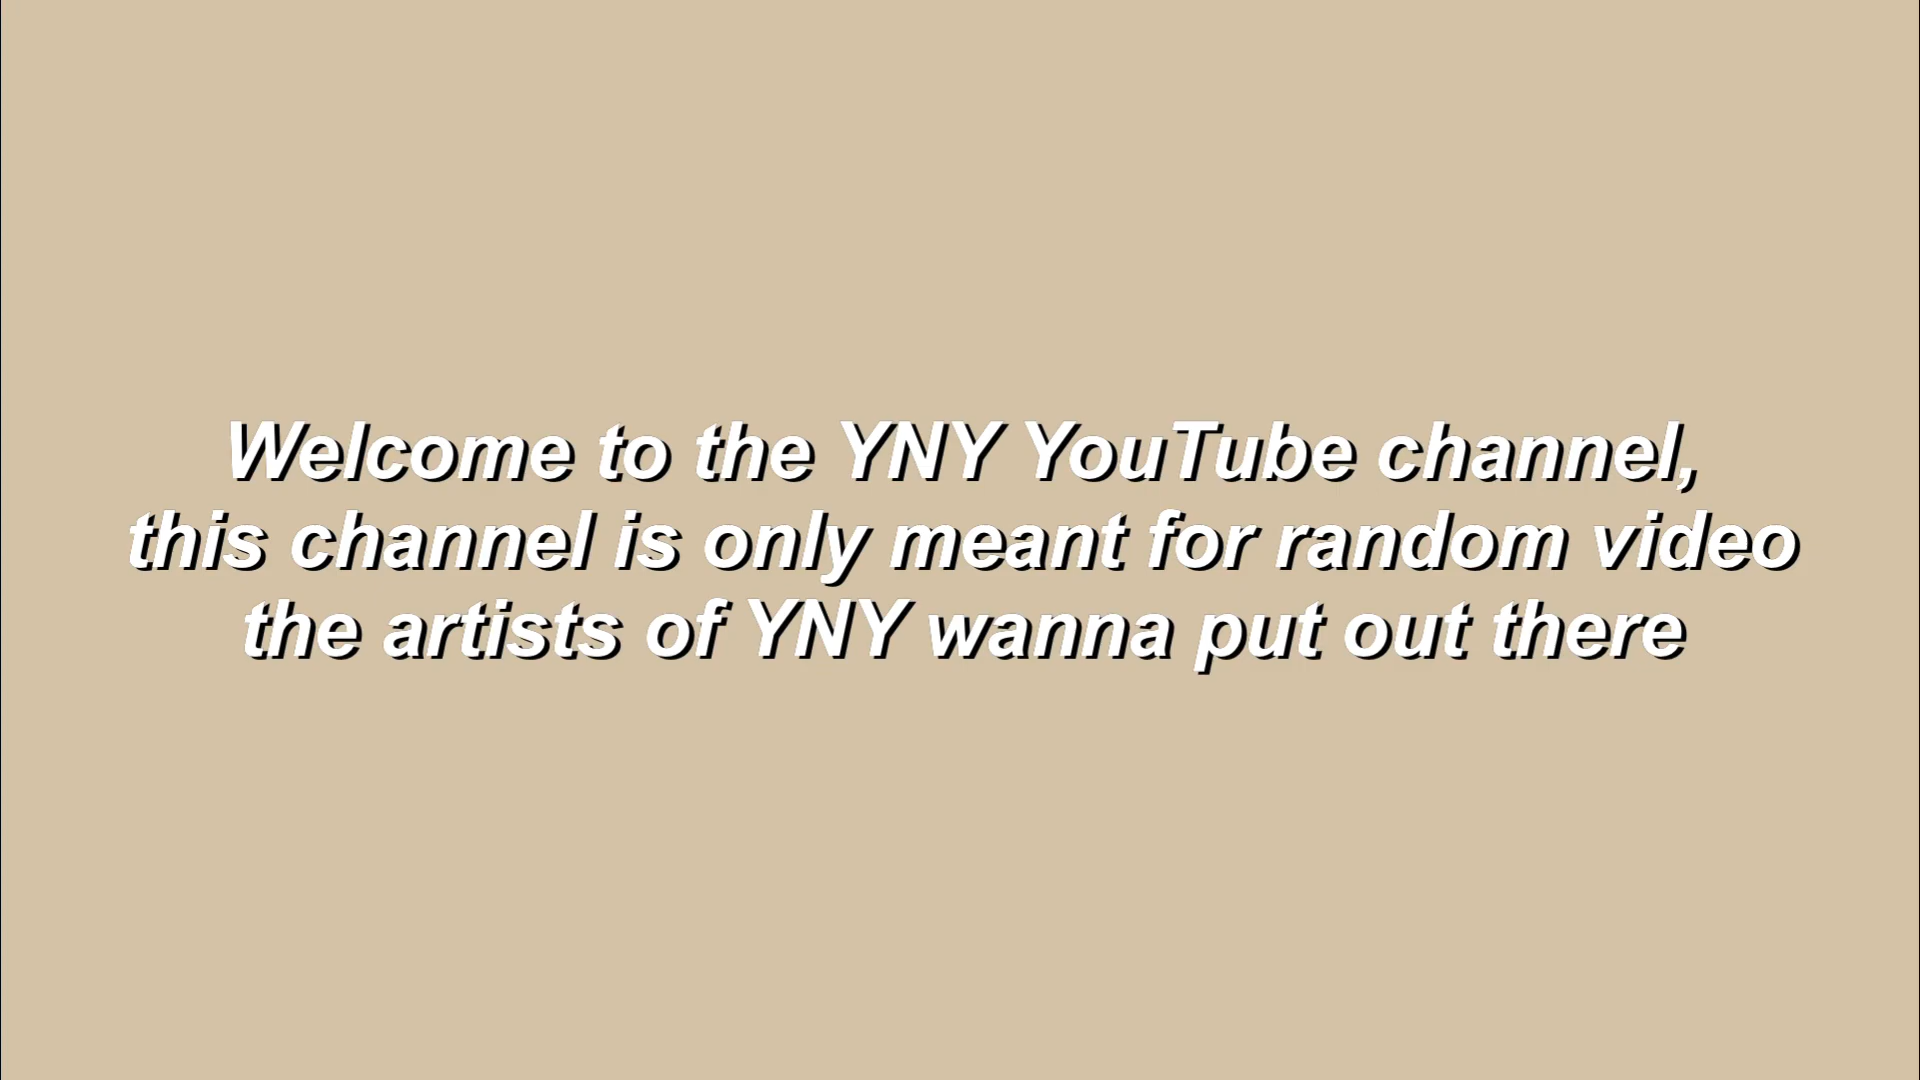 Welcome to the YNY YouTube channel,
this channel is only meant for random video
the artists of YNY wanna put out there